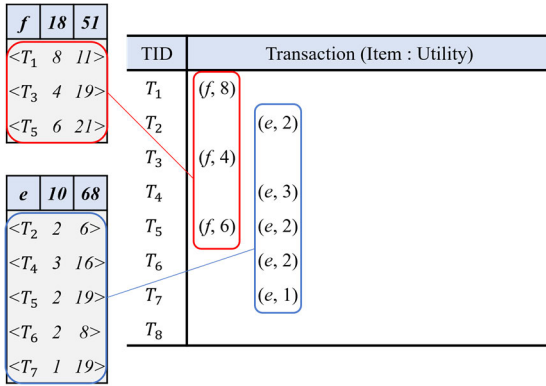 f 18 51
<T₁ 8 11>
<T₃ 4 19>
<T₅ 6 21>
e 10 68
<T₂ 2 6>
<T₄ 3 16>
<T₅ 2 19>
<T₆ 2 8>
<T₇ 1 19>
TID Transaction (Item : Utility)
T₁ (f, 8)
T₂ (e, 2)
T₃ (f, 4)
T₄ (e, 3)
T₅ (f, 6) (e, 2)
T₆ (e, 2)
T₇ (e, 1)
T₈